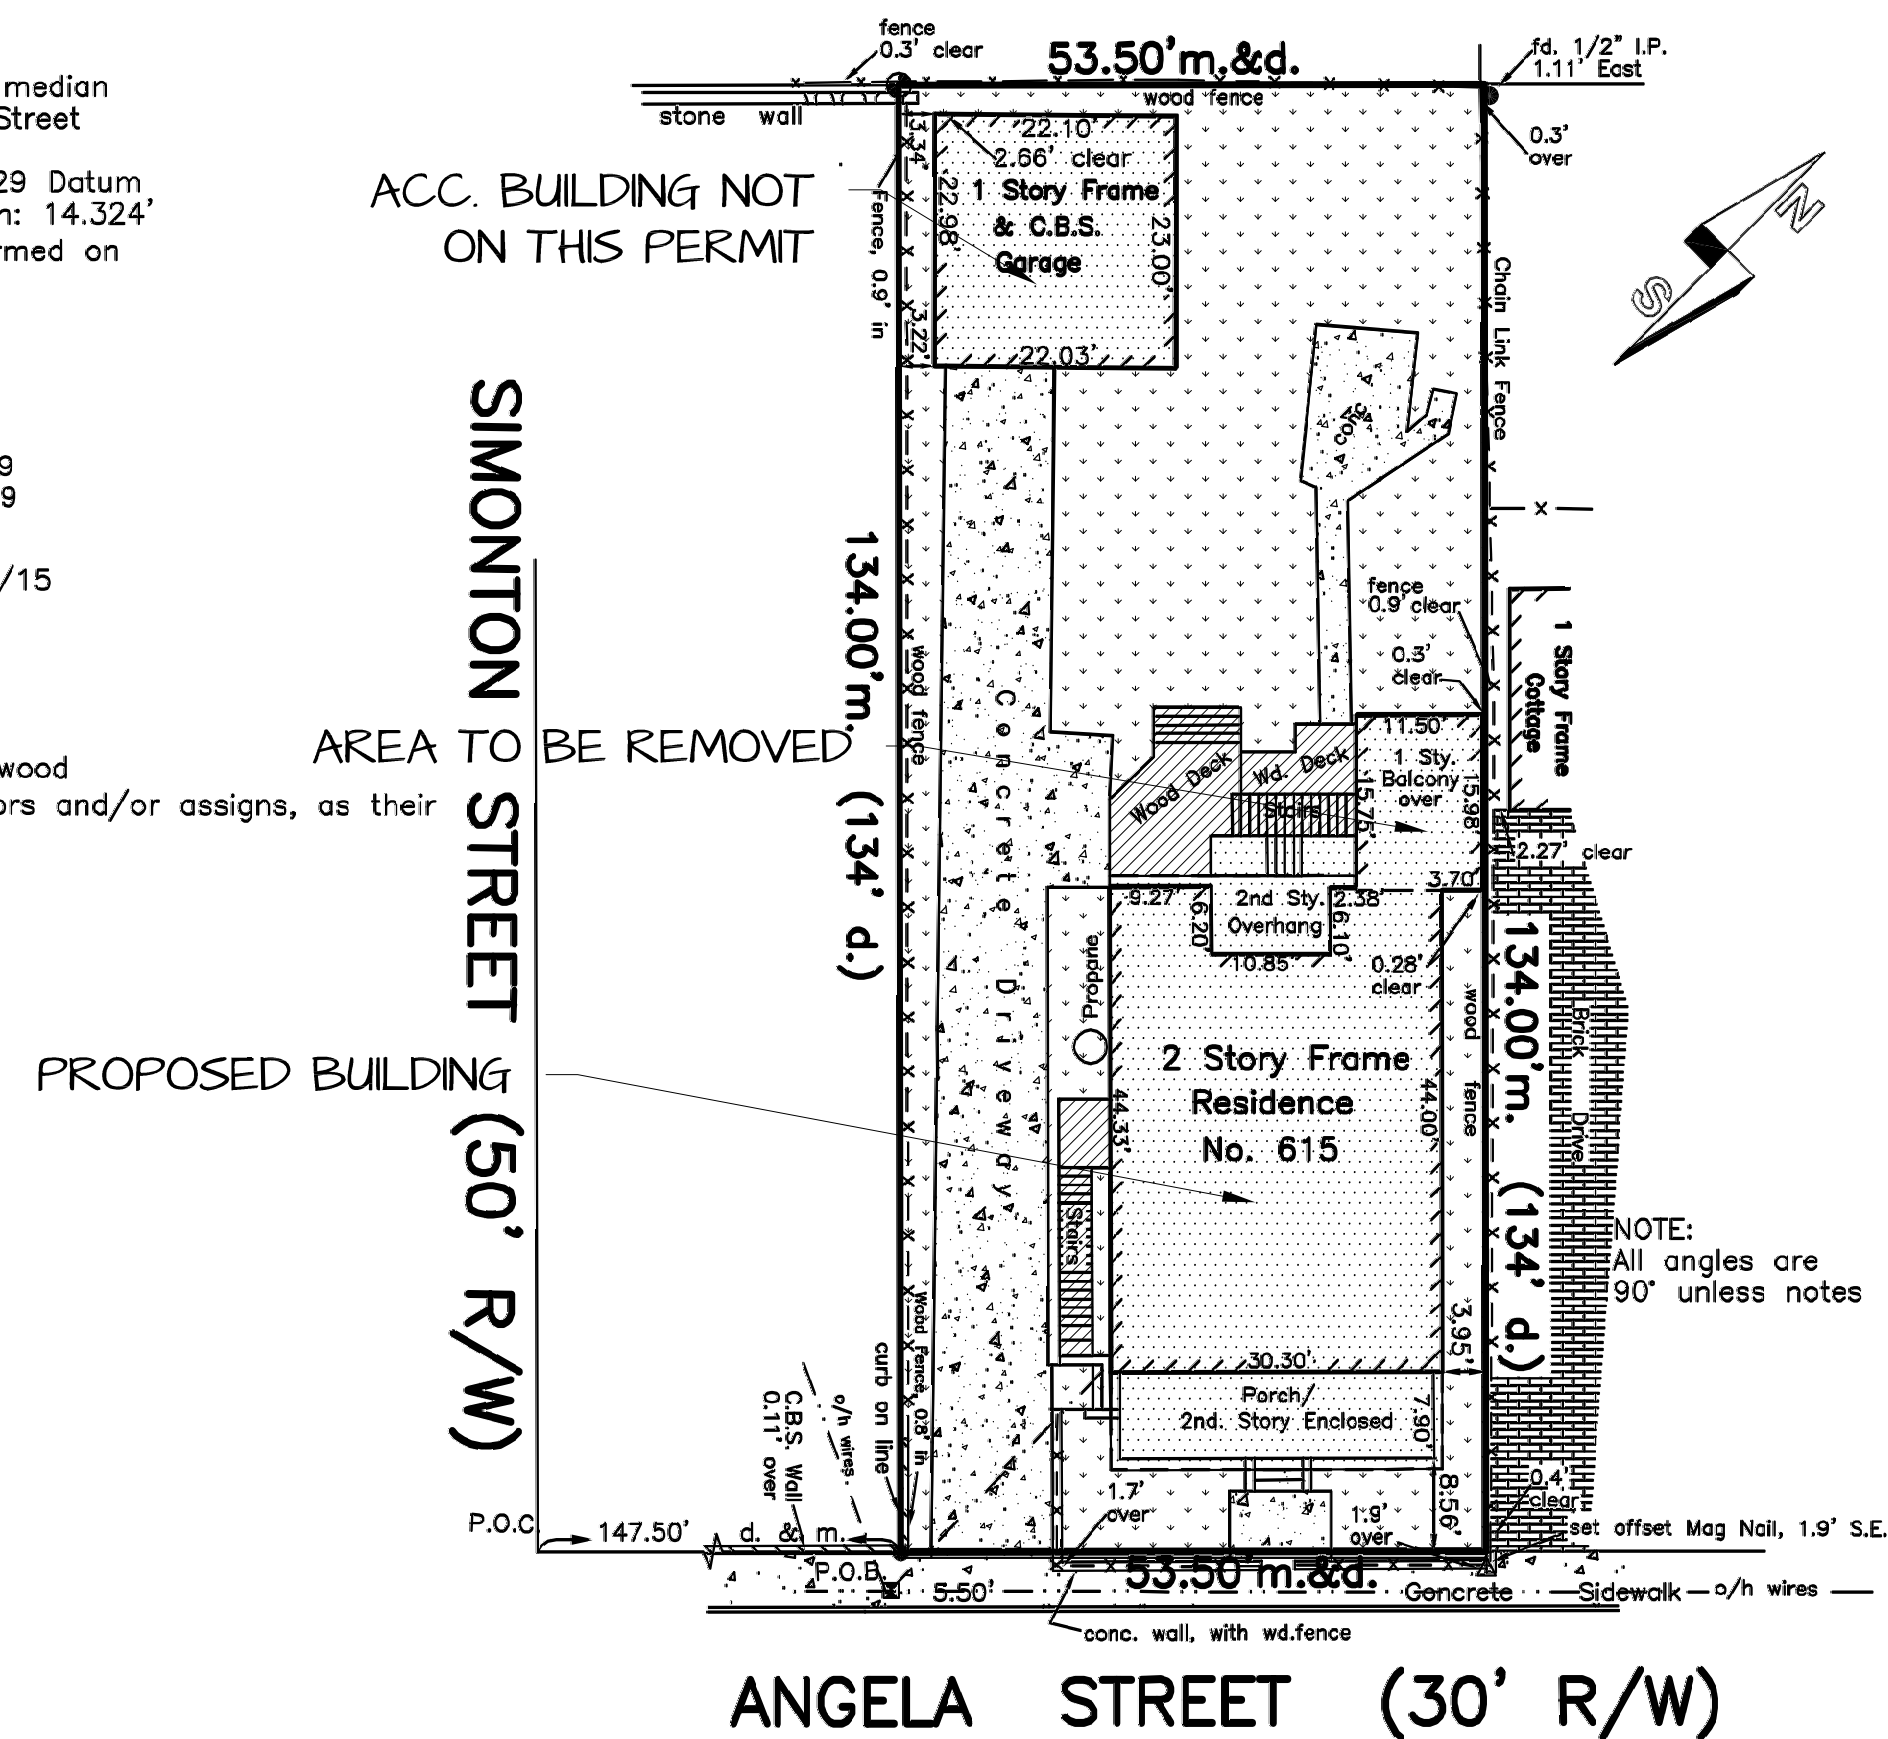 fence
0.3' clear
53.50'm.&d.
fd. 1/2" I.P.
1.11' East
median
Street
stone wall
wood fence
0.3'
over
29 Datum
n: 14.324'
rmed on
3.34'
22.10'
2.66' clear
1 Story Frame
& C.B.S.
Garage
22.98'
23.00'
3.22'
22.03'
Fence, 0.9' in
ACC. BUILDING NOT
ON THIS PERMIT
N
S
Chain Link Fence
conc.
9
9
/15
SIMONTON STREET (50' R/W)
134.00'm. (134' d.)
wood fence
Concrete Driveway
fence
0.9' clear
0.3'
clear
1 Story Frame
Cottage
AREA TO BE REMOVED
wood
ors and/or assigns, as their
Wood Deck
Wd. Deck
Stairs
11.50'
1 Sty.
Balcony
over
15.75'
15.98'
2.27' clear
3.70'
9.27'
2nd Sty.
Overhang
2.38'
6.20'
6.10'
10.85'
0.28'
clear
Propane
wood fence
134.00'm. (134' d.)
Brick Drive
PROPOSED BUILDING
2 Story Frame
Residence
No. 615
44.33'
44.00'
Stairs
NOTE:
All angles are
90° unless notes
3.95'
30.30'
Porch/
2nd. Story Enclosed
7.90'
8.56'
Wood Fence, 0.8' in
curb on line
o/h wires
C.B.S. Wall
0.11' over
1.7'
over
1.9'
over
0.4'
clear
set offset Mag Nail, 1.9' S.E.
P.O.C.
147.50'
d. & m.
P.O.B.
5.50'
53.50'm.&d.
Concrete Sidewalk
o/h wires
conc. wall, with wd.fence
ANGELA STREET (30' R/W)